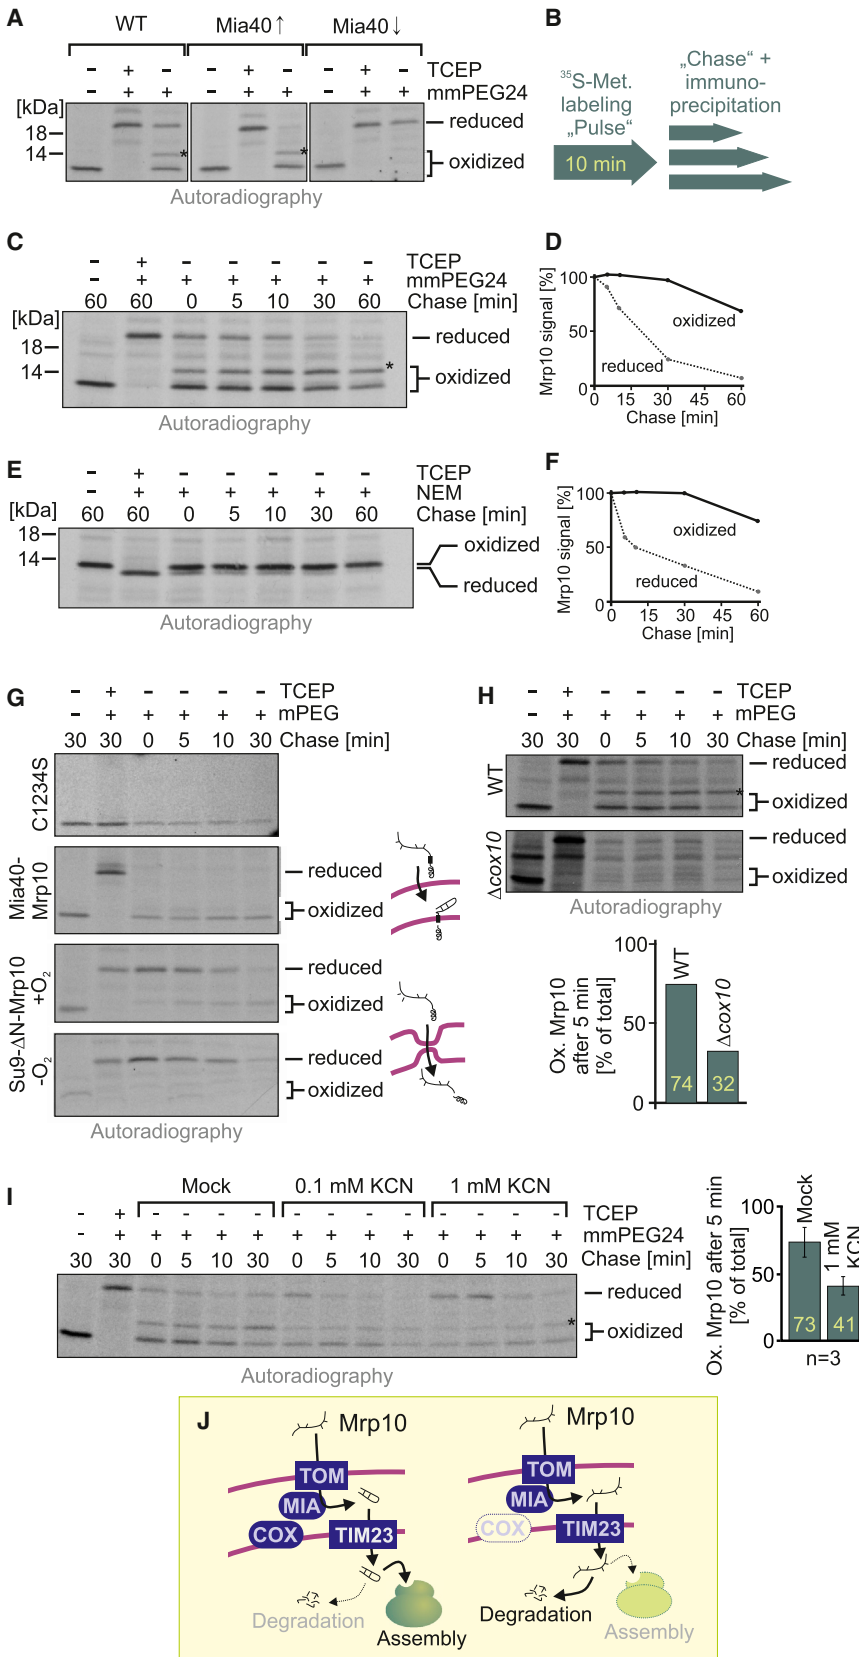 A
WT
Mia40↑
Mia40↓
- + - - + - - + - TCEP
- + + - + + - + + mmPEG24
[kDa]
18
14
*
*
reduced
oxidized
Autoradiography
B
³⁵S-Met.
labeling
„Pulse“
10 min
„Chase“ +
immuno-
precipitation
C
- + - - - - - TCEP
- + + + + + + mmPEG24
60 60 0 5 10 30 60 Chase [min]
[kDa]
18
14
*
reduced
oxidized
Autoradiography
D
Mrp10 signal [%]
100
50
0
oxidized
reduced
0 15 30 45 60
Chase [min]
E
- + - - - - - TCEP
- + + + + + + NEM
60 60 0 5 10 30 60 Chase [min]
[kDa]
18
14
oxidized
reduced
Autoradiography
F
Mrp10 signal [%]
100
50
0
oxidized
reduced
0 15 30 45 60
Chase [min]
G
- + - - - - TCEP
- + + + + + mPEG
30 30 0 5 10 30 Chase [min]
C1234S
Mia40-
Mrp10
reduced
oxidized
Su9-ΔN-Mrp10
+O₂
reduced
oxidized
-O₂
reduced
oxidized
Autoradiography
H
- + - - - - TCEP
- + + + + + mPEG
30 30 0 5 10 30 Chase [min]
WT
reduced
*
oxidized
Δcox10
reduced
oxidized
Autoradiography
Ox. Mrp10
after 5 min
[% of total]
100
50
0
WT
Δcox10
74
32
I
Mock
0.1 mM KCN
1 mM KCN
- + - - - - - - - - - - - - TCEP
- + + + + + + + + + + + + + mmPEG24
30 30 0 5 10 30 0 5 10 30 0 5 10 30 Chase [min]
reduced
*
oxidized
Autoradiography
Ox. Mrp10 after 5 min
[% of total]
100
50
0
Mock
1 mM
KCN
73
41
n=3
J
Mrp10
TOM
MIA
COX
TIM23
Degradation
Assembly
Mrp10
TOM
MIA
COX
TIM23
Degradation
Assembly